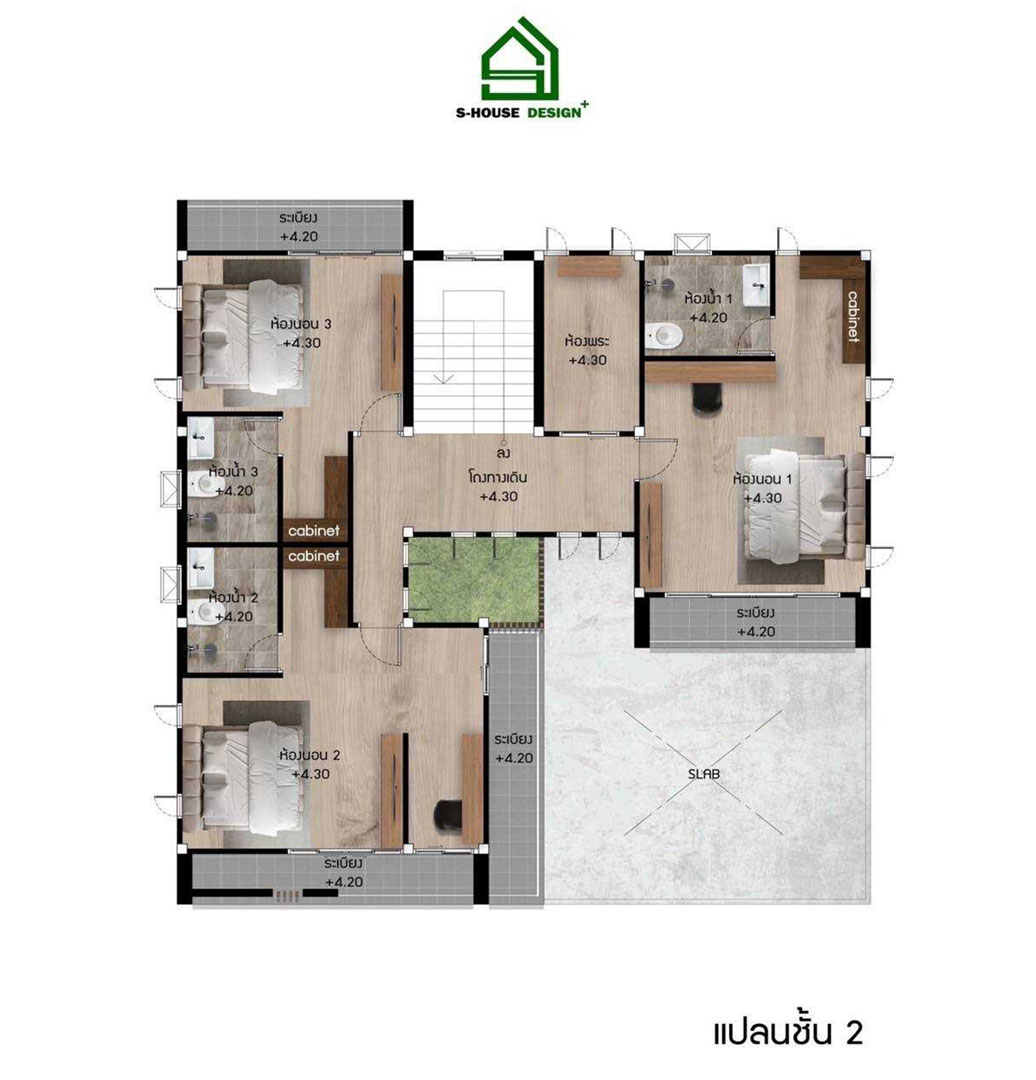 S-HOUSE DESIGN+
ระเบียง
+4.20
ห้องนอน 3
+4.30
ห้องพระ
+4.30
ห้องน้ำ 1
+4.20
cabinet
ห้องน้ำ 3
+4.20
ลง
โถงทางเดิน
+4.30
ห้องนอน 1
+4.30
cabinet
cabinet
ห้องน้ำ 2
+4.20
ระเบียง
+4.20
ห้องนอน 2
+4.30
ระเบียง
+4.20
SLAB
ระเบียง
+4.20
แปลนชั้น 2